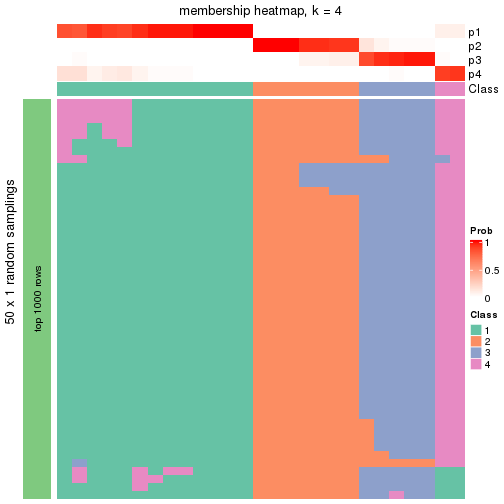 membership heatmap, k = 4
p1
p2
p3
p4
Class
50 x 1 random samplings
top 1000 rows
Prob
1
0.5
0
Class
1
2
3
4